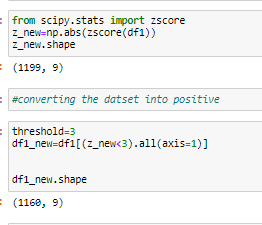 from scipy.stats import zscore
z_new=np.abs(zscore(df1))
z_new.shape
(1199, 9)
#converting the datset into positive
threshold=3
df1_new=df1[(z_new<3).all(axis=1)]
df1_new.shape
(1160, 9)